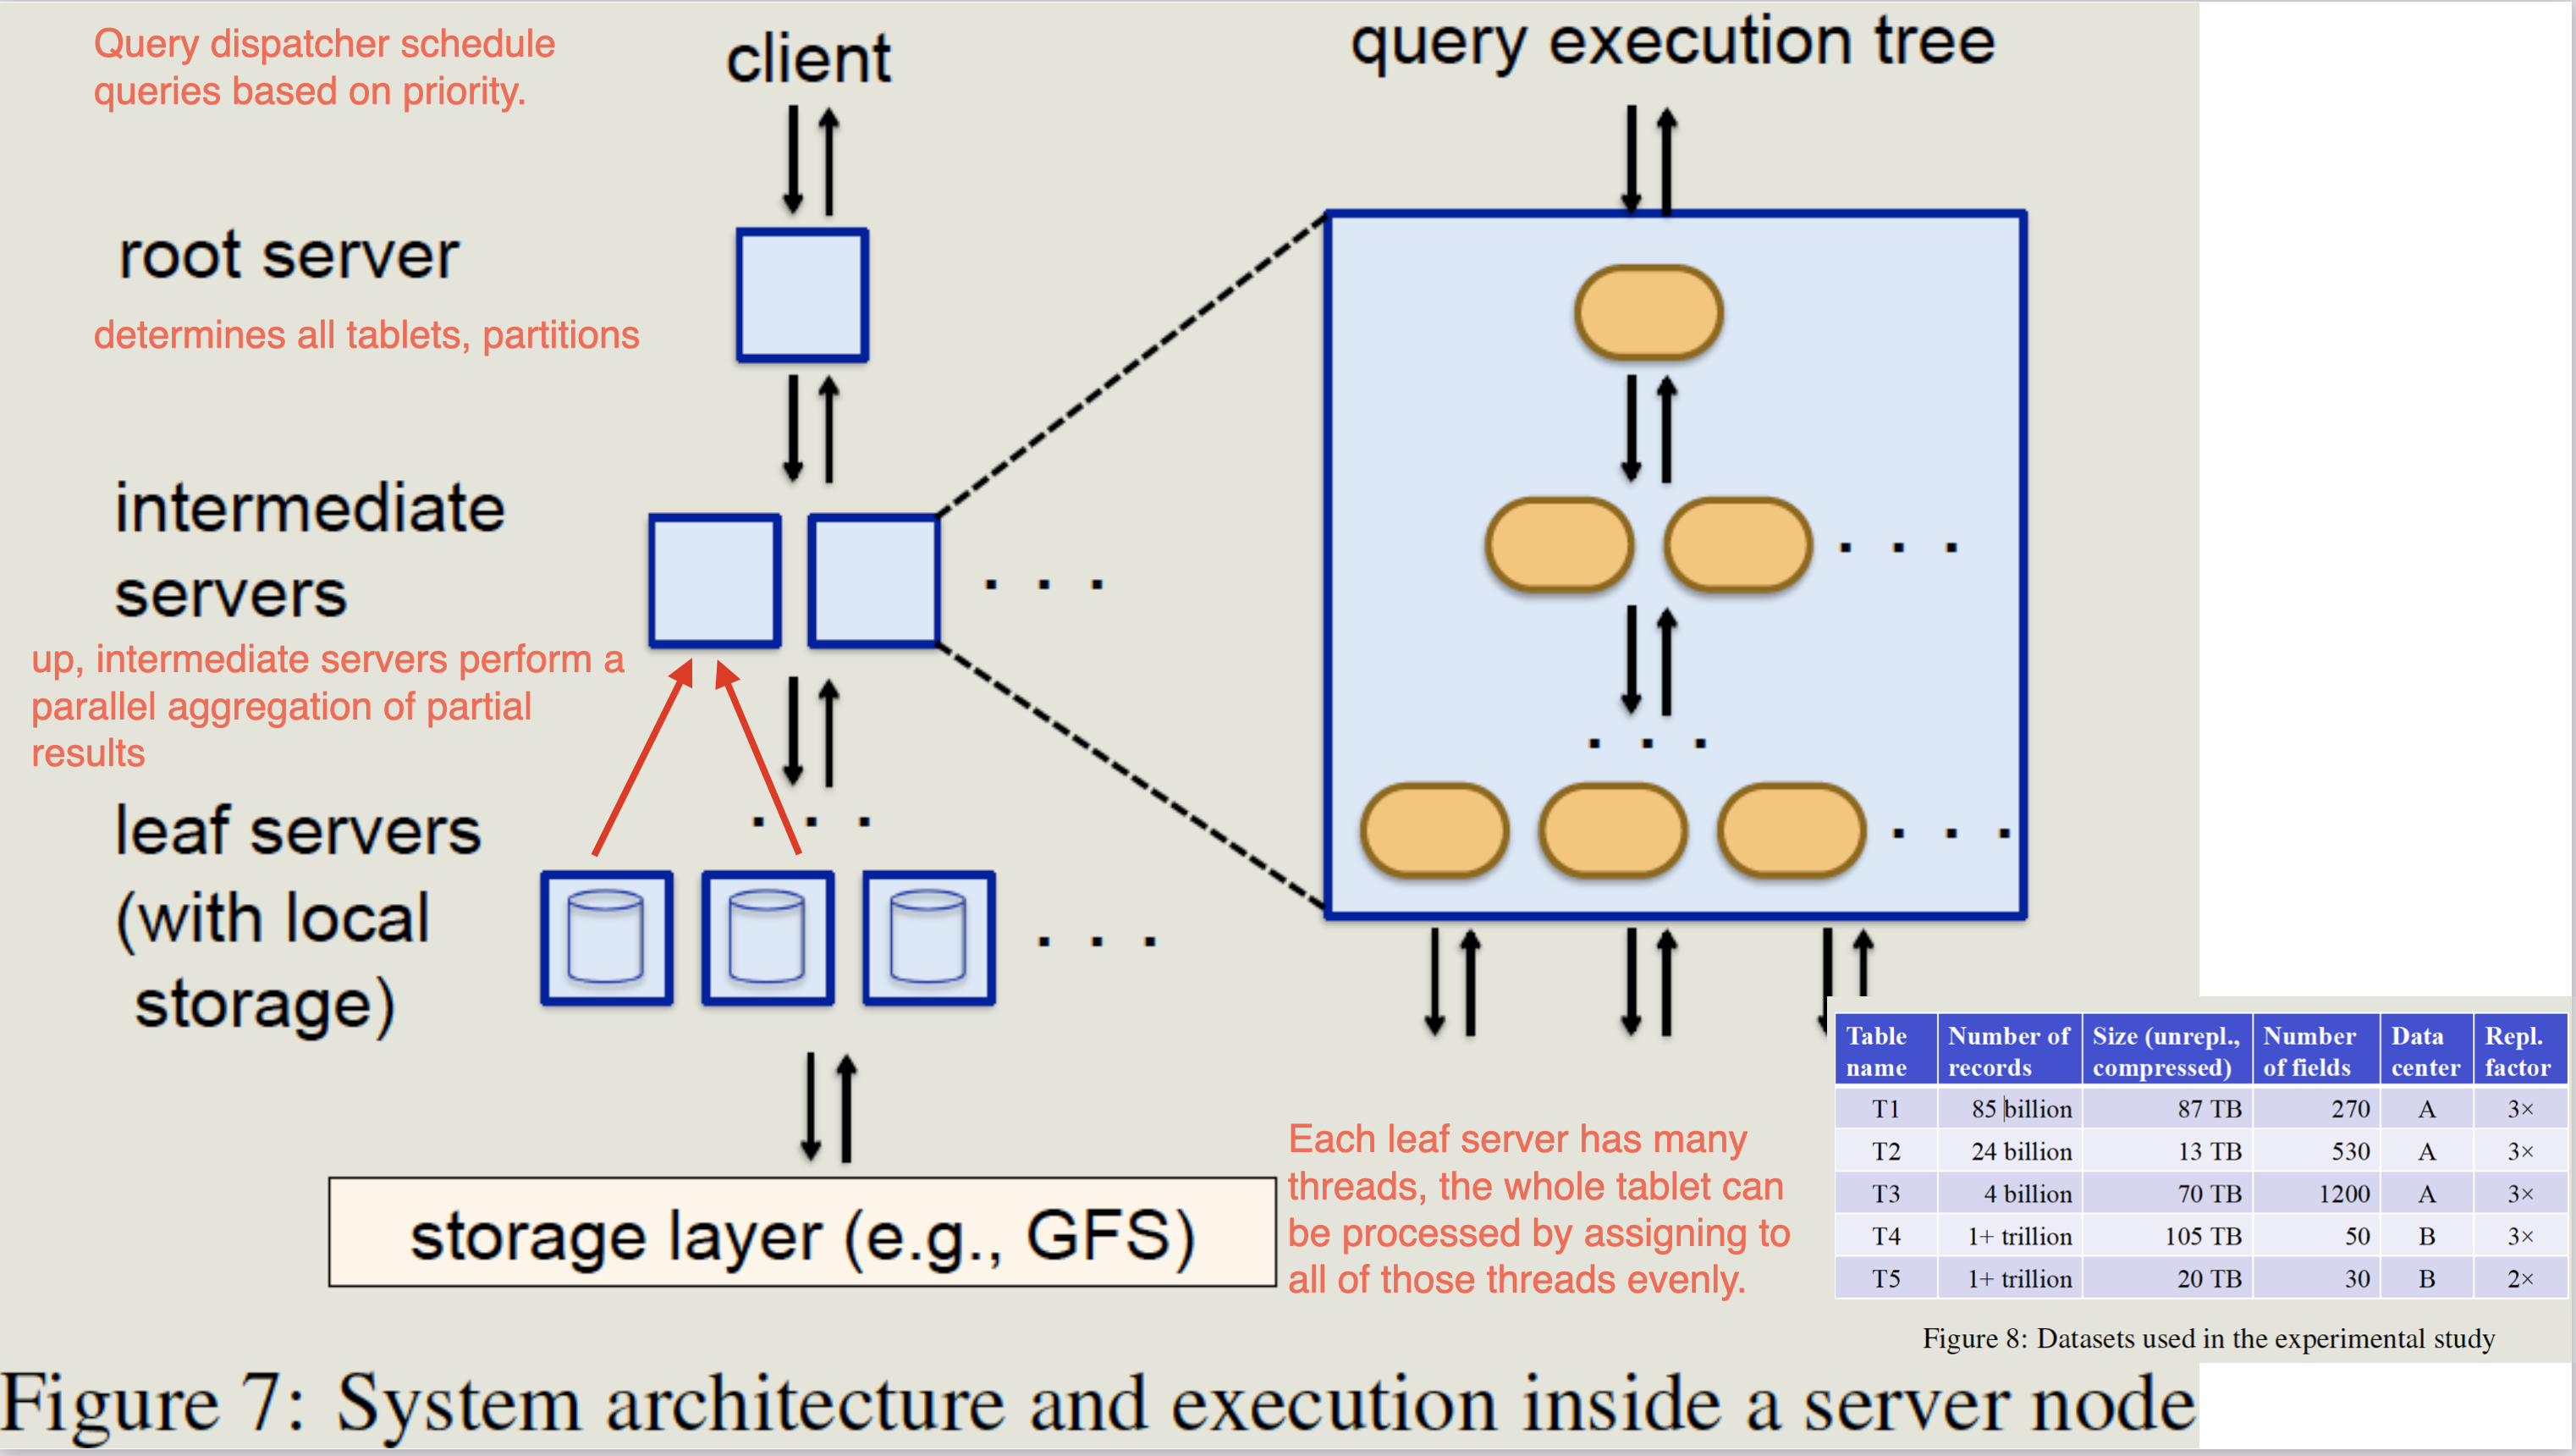 Query dispatcher schedule
queries based on priority.
client
query execution tree
root server
determines all tablets, partitions
intermediate
servers
. . .
. . .
up, intermediate servers perform a
parallel aggregation of partial
results
. . .
leaf servers
(with local
storage)
. . .
. . .
. . .
storage layer (e.g., GFS)
Each leaf server has many
threads, the whole tablet can
be processed by assigning to
all of those threads evenly.
Table name Number of records Size (unrepl., compressed) Number of fields Data center Repl. factor
T1 85 billion 87 TB 270 A 3×
T2 24 billion 13 TB 530 A 3×
T3 4 billion 70 TB 1200 A 3×
T4 1+ trillion 105 TB 50 B 3×
T5 1+ trillion 20 TB 30 B 2×
Figure 8: Datasets used in the experimental study
Figure 7: System architecture and execution inside a server node